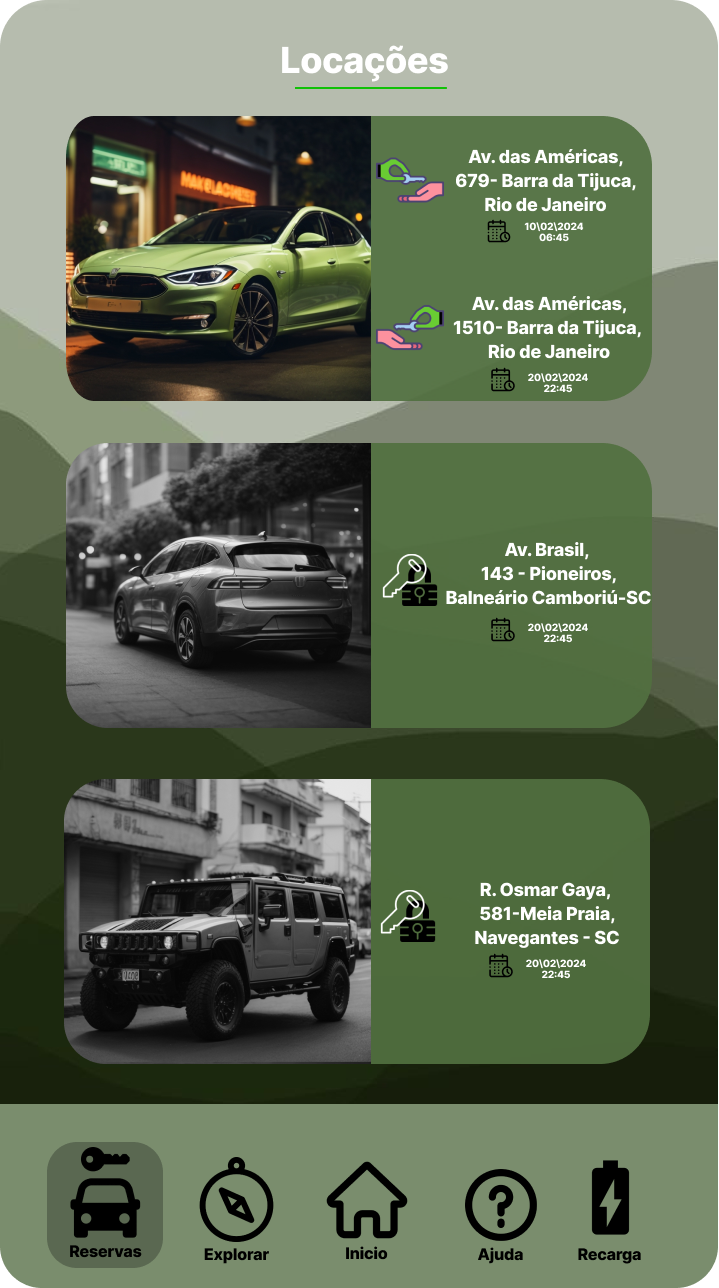 Locações
Av. das Américas,
679- Barra da Tijuca,
Rio de Janeiro
10\02\2024
06:45
Av. das Américas,
1510- Barra da Tijuca,
Rio de Janeiro
20\02\2024
22:45
Av. Brasil,
143 - Pioneiros,
Balneário Camboriú-SC
20\02\2024
22:45
R. Osmar Gaya,
581-Meia Praia,
Navegantes - SC
20\02\2024
22:45
Reservas
Explorar
Inicio
Ajuda
Recarga